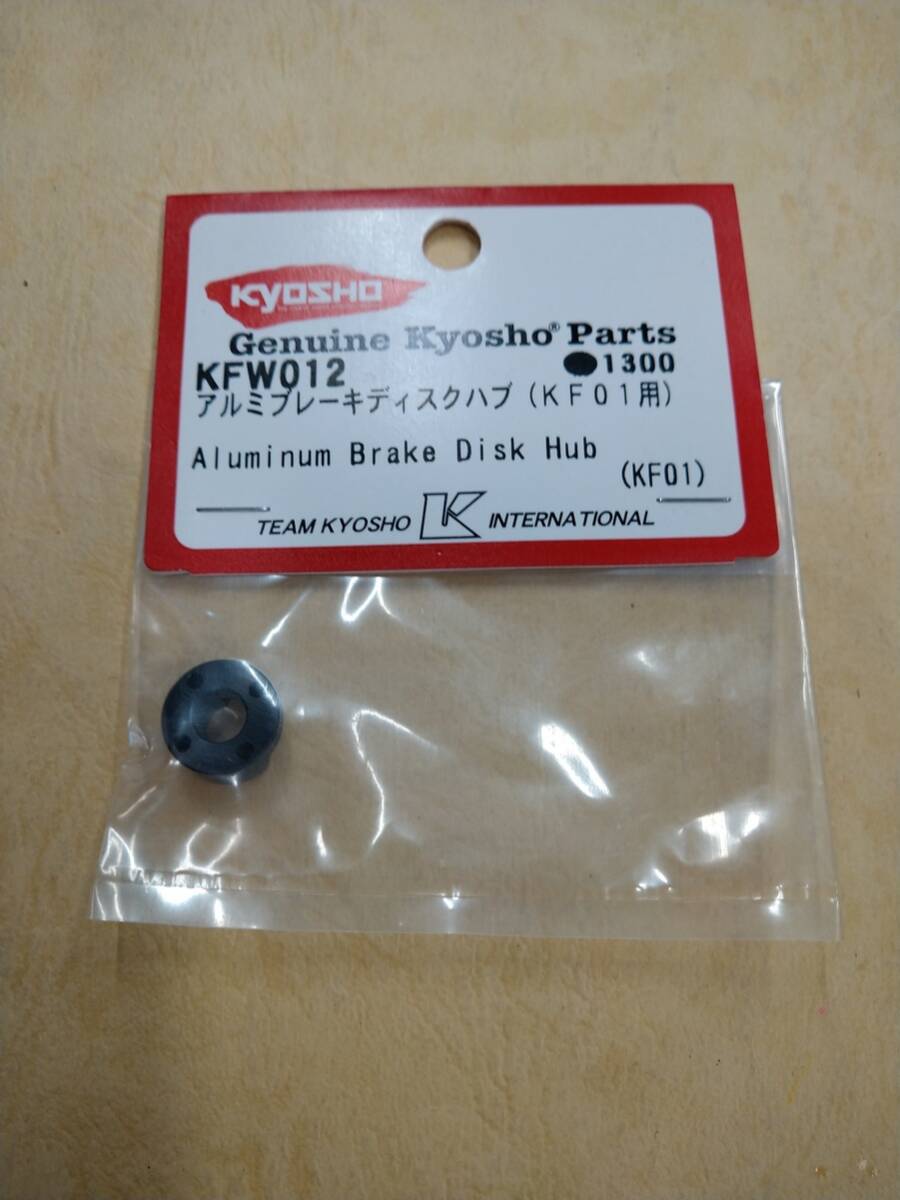 KYOSHO
Genuine Kyosho® Parts
KFW012 ●1300
アルミブレーキディスクハブ（ＫＦ０１用）
Aluminum Brake Disk Hub
(KF01)
TEAM KYOSHO K INTERNATIONAL